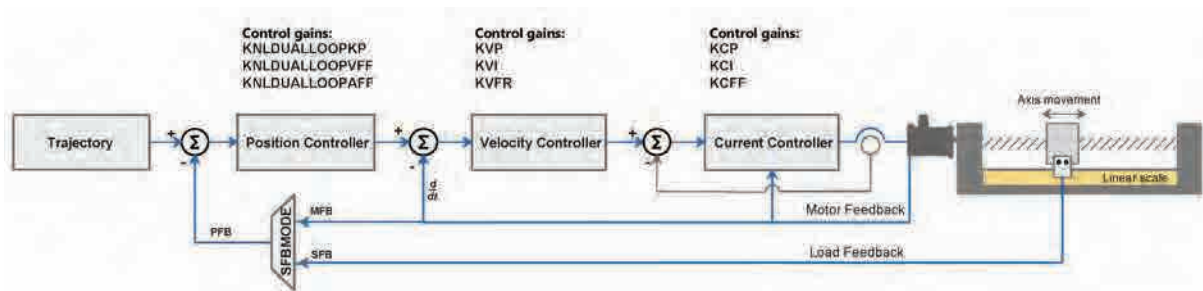 Control gains:
KNLDUALLOOPKP
KNLDUALLOOPVFF
KNLDUALLOOPAFF
Control gains:
KVP
KVI
KVFR
Control gains:
KCP
KCI
KCFF
Axis movement
Trajectory
+
Σ
-
Position Controller
+
Σ
-
Velocity Controller
+
Σ
-
Current Controller
Linear scale
MFB
Motor Feedback
PFB
SFBMODE
SFB
Load Feedback